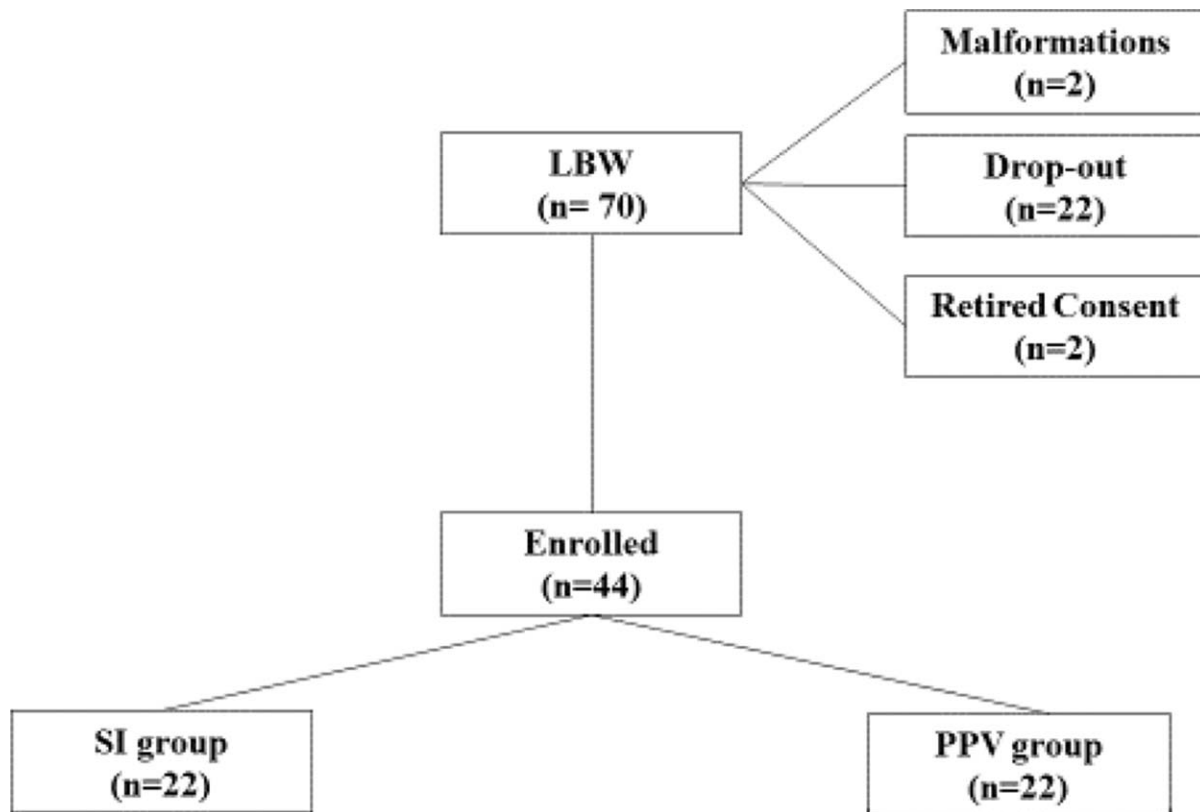 Malformations
(n=2)
LBW
(n= 70)
Drop-out
(n=22)
Retired Consent
(n=2)
Enrolled
(n=44)
SI group
(n=22)
PPV group
(n=22)